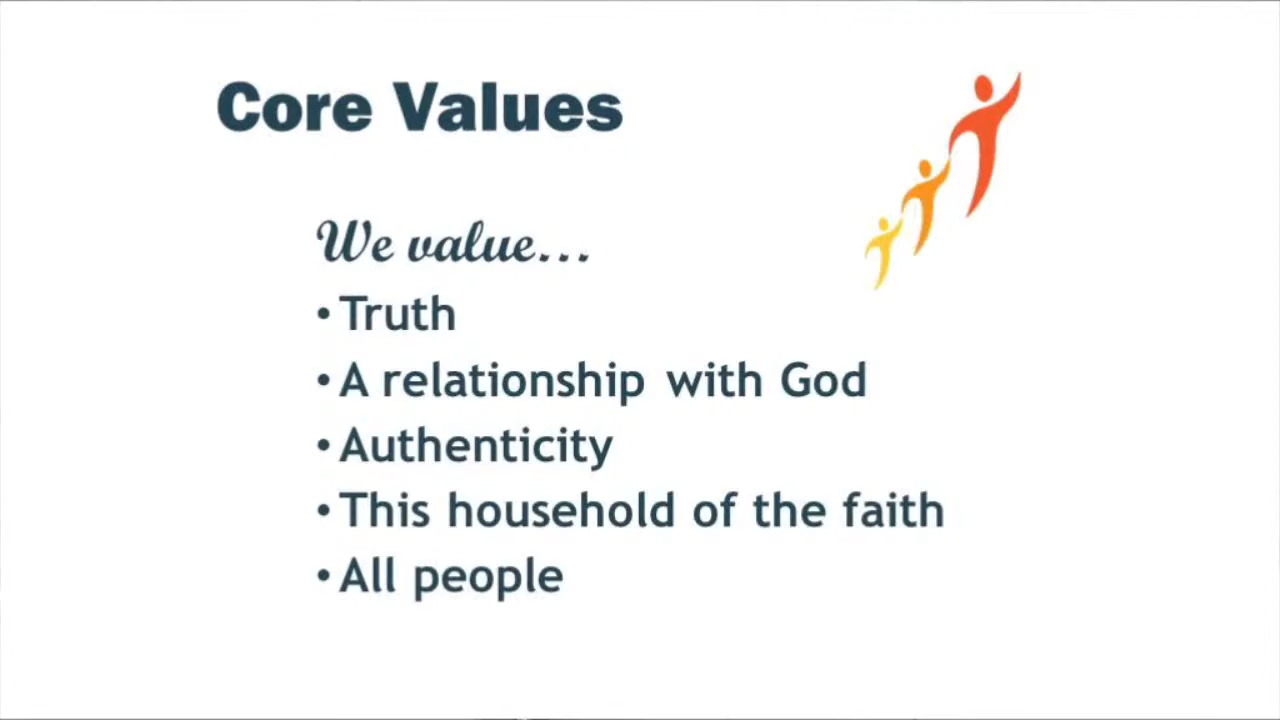 Core Values
We value...
• Truth
• A relationship with God
• Authenticity
• This household of the faith
• All people